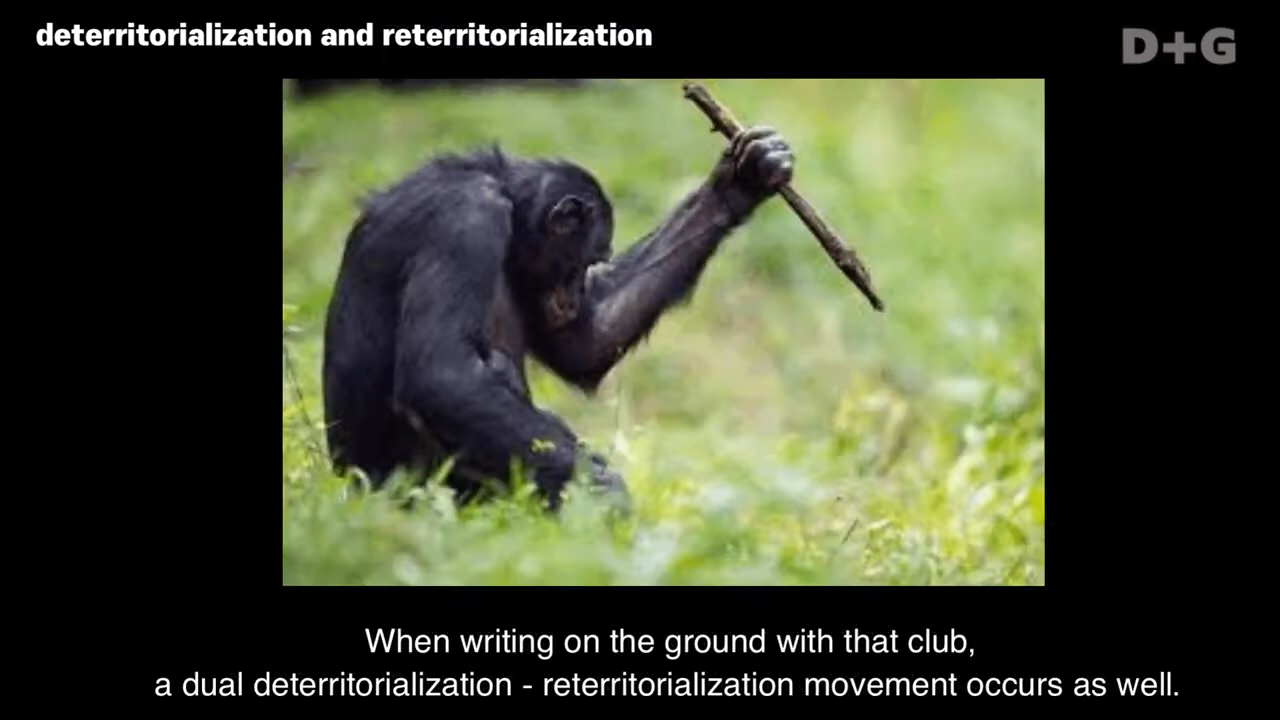 deterritorialization and reterritorialization
D+G
When writing on the ground with that club,
a dual deterritorialization - reterritorialization movement occurs as well.